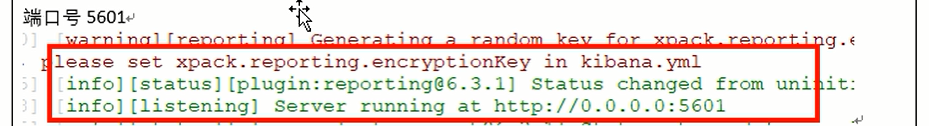 端口号 5601
[warning][reporting] Generating a random key for xpack.reporting.e
please set xpack.reporting.encryptionKey in kibana.yml
[info][status][plugin:reporting@6.3.1] Status changed from uninit
[info][listening] Server running at http://0.0.0.0:5601